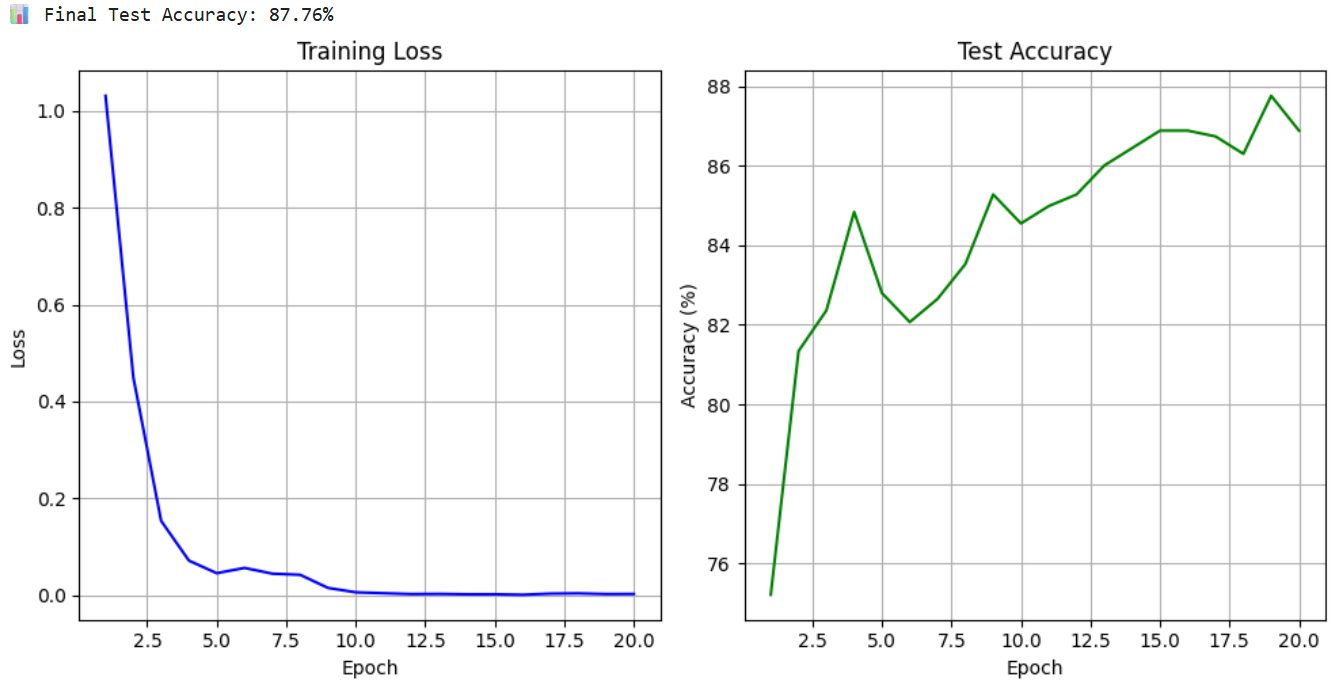 📊 Final Test Accuracy: 87.76%
Training Loss
1.0
0.8
0.6
0.4
0.2
0.0
Loss
2.5 5.0 7.5 10.0 12.5 15.0 17.5 20.0
Epoch
Test Accuracy
88
86
84
82
80
78
76
Accuracy (%)
2.5 5.0 7.5 10.0 12.5 15.0 17.5 20.0
Epoch